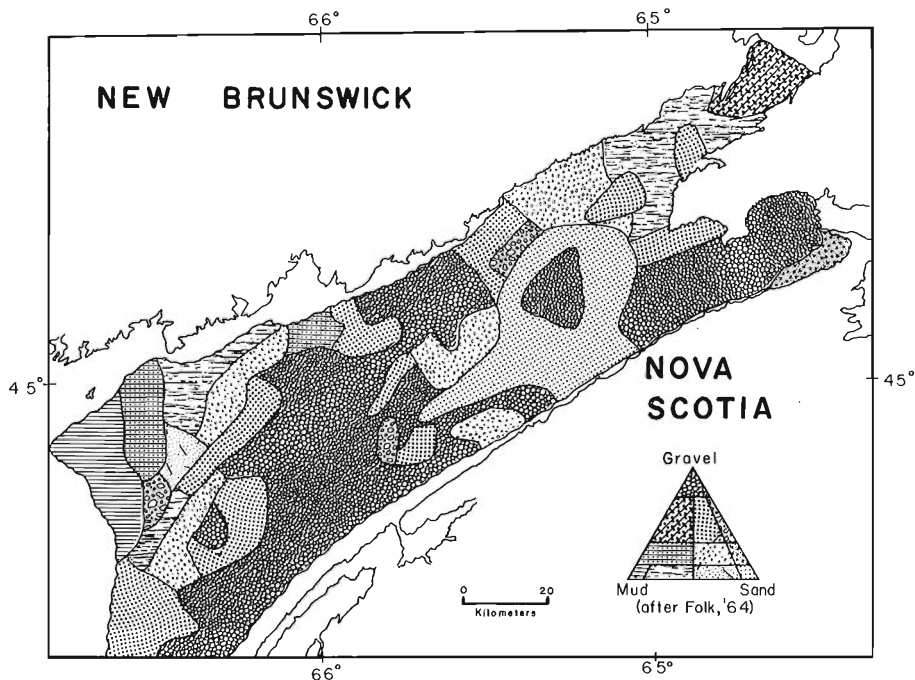 66° 65°
NEW BRUNSWICK
45° 45°
NOVA
SCOTIA
Gravel
Mud Sand
(after Folk,'64)
0 20
Kilometers
66° 65°